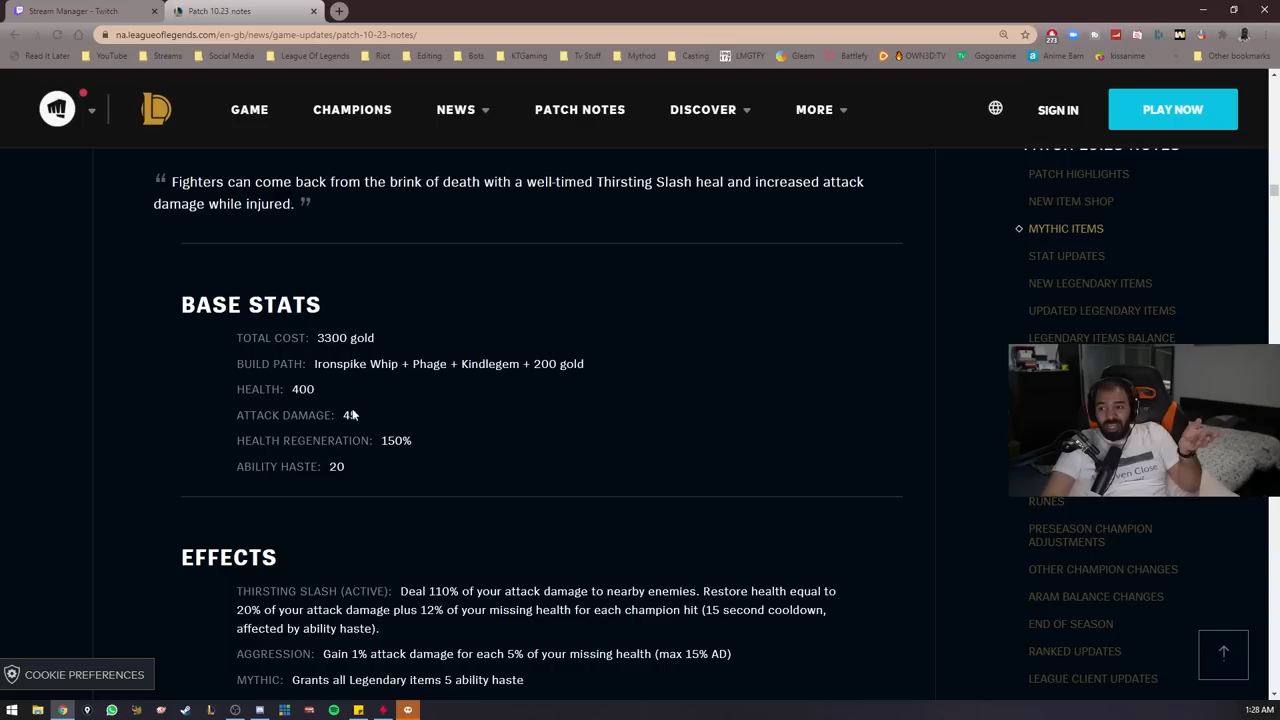 Stream Manager - Twitch
Patch 10.23 notes
na.leagueoflegends.com/en-gb/news/game-updates/patch-10-23-notes/
273
Read It Later
YouTube
Streams
Social Media
League Of Legends
Riot
Editing
Bots
KTGaming
Tv Stuff
Mythod
Casting
LMGTFY
Gleam
Battlefy
OWN3D.TV
Gogoanime
Anime Bam
kissanime
Other bookmarks
GAME
CHAMPIONS
NEWS
PATCH NOTES
DISCOVER
MORE
SIGN IN
PLAY NOW
PATCH 10.23 NOTES
“ Fighters can come back from the brink of death with a well-timed Thirsting Slash heal and increased attack
damage while injured. ”
BASE STATS
TOTAL COST: 3300 gold
BUILD PATH: Ironspike Whip + Phage + Kindlegem + 200 gold
HEALTH: 400
ATTACK DAMAGE:
HEALTH REGENERATION: 150%
ABILITY HASTE: 20
EFFECTS
THIRSTING SLASH (ACTIVE): Deal 110% of your attack damage to nearby enemies. Restore health equal to
20% of your attack damage plus 12% of your missing health for each champion hit (15 second cooldown,
affected by ability haste).
AGGRESSION: Gain 1% attack damage for each 5% of your missing health (max 15% AD)
MYTHIC: Grants all Legendary items 5 ability haste
PATCH HIGHLIGHTS
NEW ITEM SHOP
MYTHIC ITEMS
STAT UPDATES
NEW LEGENDARY ITEMS
UPDATED LEGENDARY ITEMS
LEGENDARY ITEMS BALANCE
RUNES
PRESEASON CHAMPION
ADJUSTMENTS
OTHER CHAMPION CHANGES
ARAM BALANCE CHANGES
END OF SEASON
RANKED UPDATES
LEAGUE CLIENT UPDATES
COOKIE PREFERENCES
1:28 AM